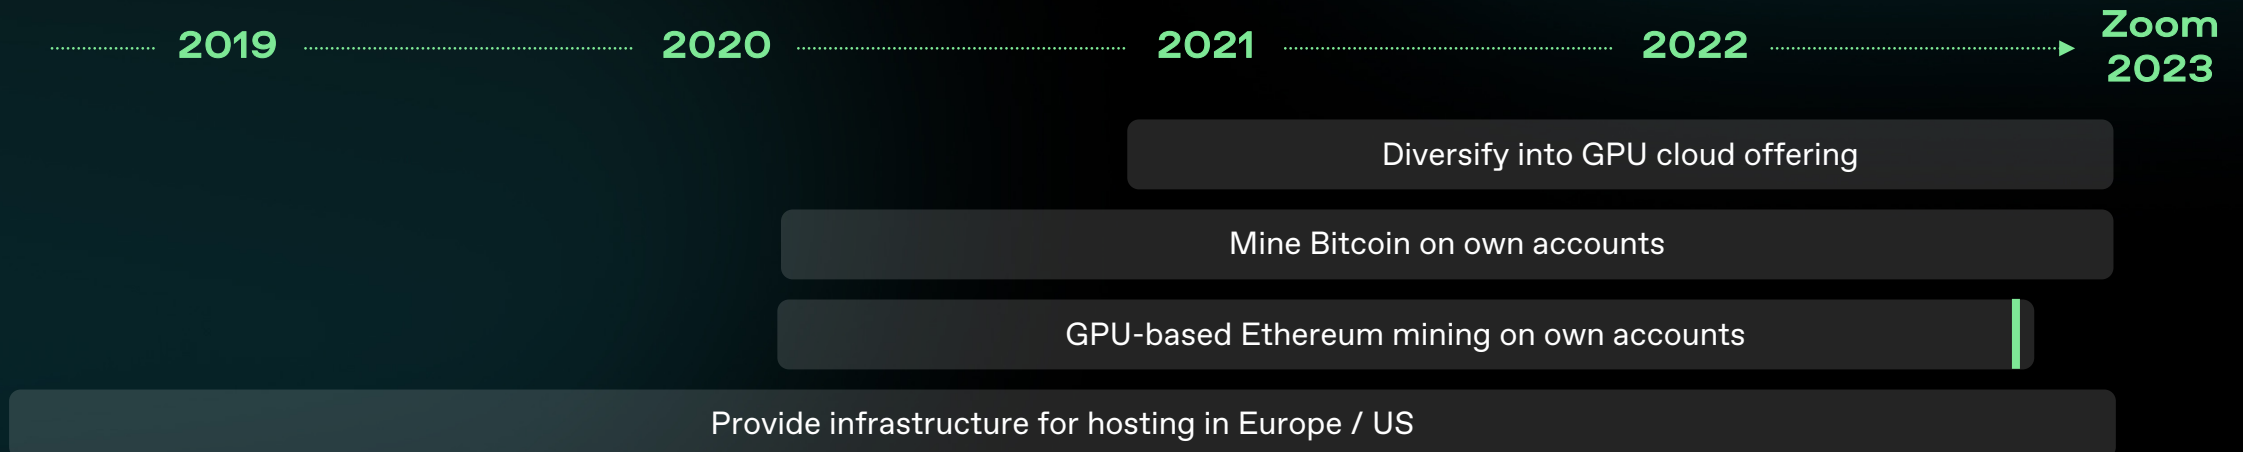 2019 2020 2021 2022 Zoom
2023
Diversify into GPU cloud offering
Mine Bitcoin on own accounts
GPU-based Ethereum mining on own accounts
Provide infrastructure for hosting in Europe / US